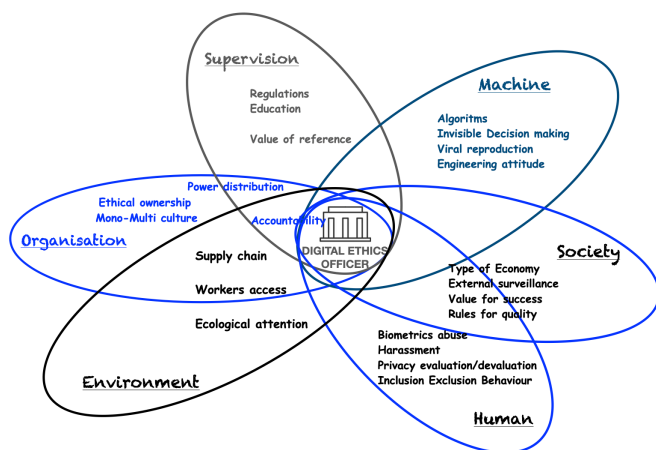 Supervision
Regulations
Education
Value of reference
Machine
Algoritms
Invisible Decision making
Viral reproduction
Engineering attitude
Power distribution
Ethical ownership
Mono-Multi culture
Accountability
Organisation
DIGITAL ETHICS
OFFICER
Society
Type of Economy
External surveillance
Value for success
Rules for quality
Supply chain
Workers access
Ecological attention
Environment
Biometrics abuse
Harassment
Privacy evaluation/devaluation
Inclusion Exclusion Behaviour
Human